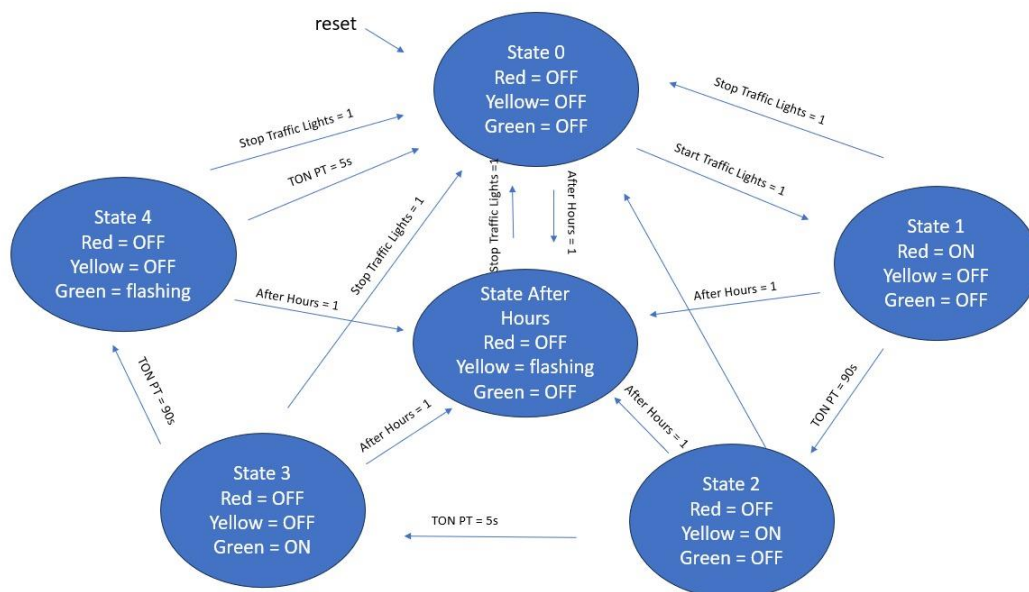 reset
State 0
Red = OFF
Yellow= OFF
Green = OFF
Stop Traffic Lights = 1
Stop Traffic Lights = 1
TON PT = 5s
Start Traffic Lights = 1
Stop Traffic Lights =1
After Hours = 1
Stop Traffic Lights = 1
State 4
Red = OFF
Yellow = OFF
Green = flashing
State 1
Red = ON
Yellow = OFF
Green = OFF
After Hours = 1
State After
Hours
Red = OFF
Yellow = flashing
Green = OFF
After Hours = 1
TON PT = 90s
TON PT = 90s
After Hours = 1
After Hours = 1
State 3
Red = OFF
Yellow = OFF
Green = ON
TON PT = 5s
State 2
Red = OFF
Yellow = ON
Green = OFF